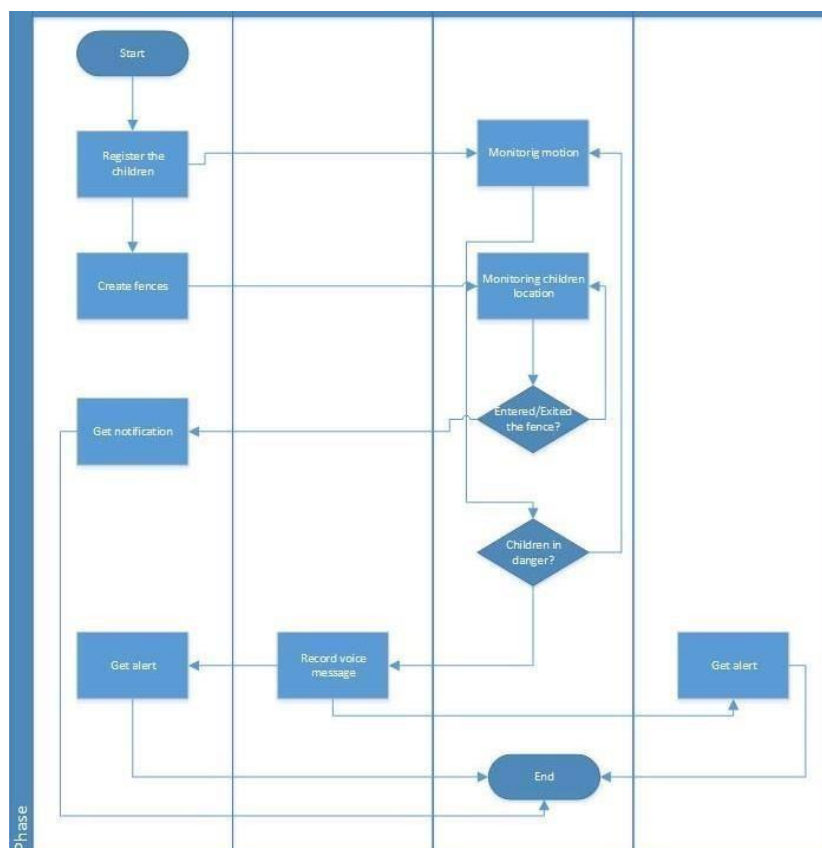 Start
Register the
children
Monitorig motion
Create fences
Monitoring children
location
Get notification
Entered/Exited
the fence?
Children in
danger?
Get alert
Record voice
message
Get alert
End
Phase